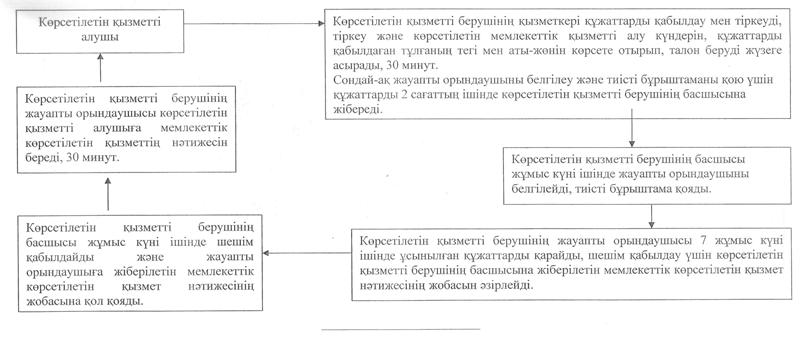 Көрсетілетін қызметті
алушы
Көрсетілетін қызметті берушінің қызметкері құжаттарды қабылдау мен тіркеуді,
тіркеу және көрсетілетін мемлекеттік қызметті алу күндерін, құжаттарды
қабылдаған тұлғаның тегі мен аты-жөнін көрсете отырып, талон беруді жүзеге
асырады, 30 минут.
Сондай-ақ жауапты орындаушыны белгілеу және тиісті бұрыштаманы қою үшін
құжаттарды 2 сағаттың ішінде көрсетілетін қызметті берушінің басшысына
жібереді.
Көрсетілетін қызметті берушінің басшысы
жұмыс күні ішінде жауапты орындаушыны
белгілейді, тиісті бұрыштама қояды.
Көрсетілетін қызметті берушінің жауапты орындаушысы 7 жұмыс күні
ішінде ұсынылған құжаттарды қарайды, шешім қабылдау үшін көрсетілетін
қызметті берушінің басшысына жіберілетін мемлекеттік көрсетілетін қызмет
нәтижесінің жобасын әзірлейді.
Көрсетілетін қызметті берушінің
басшысы жұмыс күні ішінде шешім
қабылдайды және жауапты
орындаушыға жіберілетін мемлекеттік
көрсетілетін қызмет нәтижесінің
жобасына қол қояды.
Көрсетілетін қызметті берушінің
жауапты орындаушысы көрсетілетін
қызметті алушыға мемлекеттік
көрсетілетін қызметтің нәтижесін
береді, 30 минут.